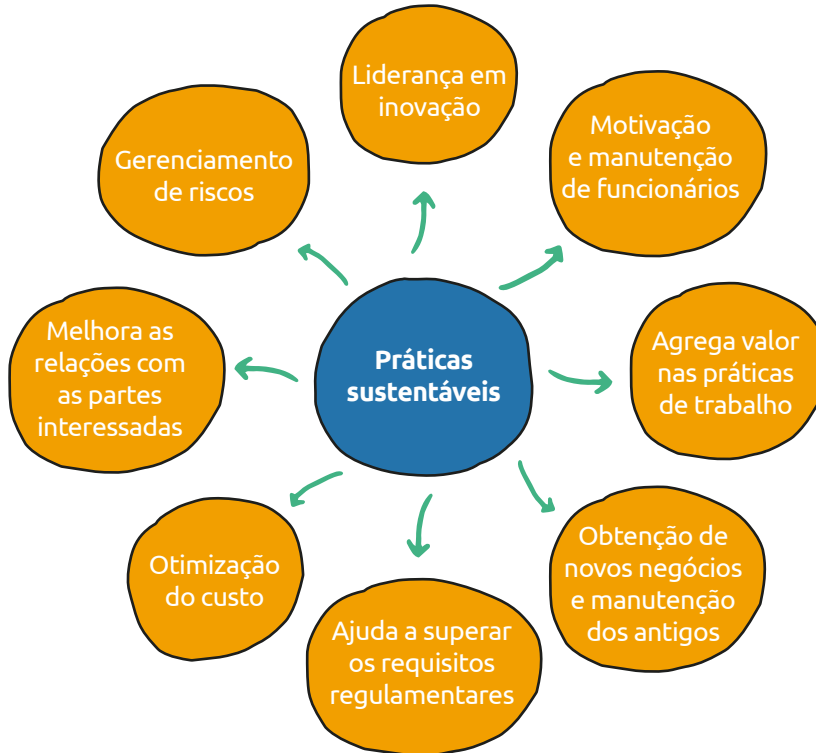 Liderança em
inovação
Motivação
e manutenção
de funcionários
Agrega valor
nas práticas
de trabalho
Obtenção de
novos negócios
e manutenção
dos antigos
Ajuda a superar
os requisitos
regulamentares
Otimização
do custo
Melhora as
relações com
as partes
interessadas
Gerenciamento
de riscos
Práticas
sustentáveis